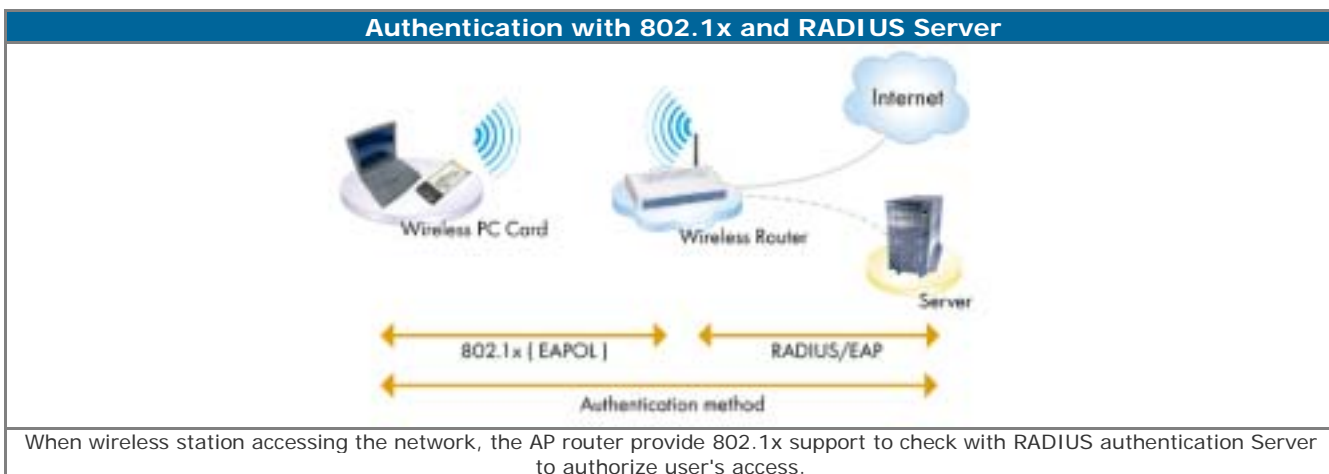 Authentication with 802.1x and RADIUS Server
Internet
Wireless PC Card
Wireless Router
Server
802.1x ( EAPOL )
RADIUS/EAP
Authentication method
When wireless station accessing the network, the AP router provide 802.1x support to check with RADIUS authentication Server
to authorize user's access.